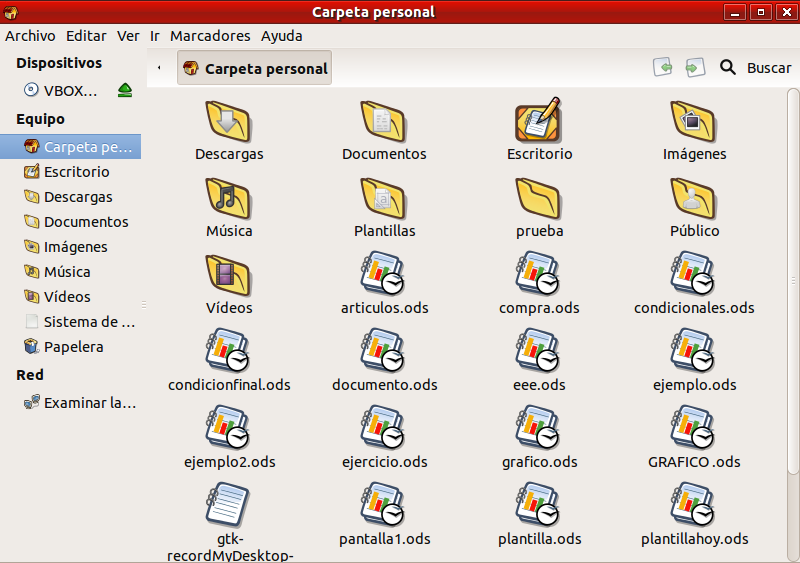 Carpeta personal
Archivo Editar Ver Ir Marcadores Ayuda
Dispositivos
VBOX...
Equipo
Carpeta pe...
Escritorio
Descargas
Documentos
Imágenes
Música
Vídeos
Sistema de ...
Papelera
Red
Examinar la...
Carpeta personal
Buscar
Descargas Documentos Escritorio Imágenes
Música Plantillas prueba Público
Vídeos articulos.ods compra.ods condicionales.ods
condicionfinal.ods documento.ods eee.ods ejemplo.ods
ejemplo2.ods ejercicio.ods grafico.ods GRAFICO .ods
gtk-
recordMyDesktop-
pantalla1.ods plantilla.ods plantillahoy.ods